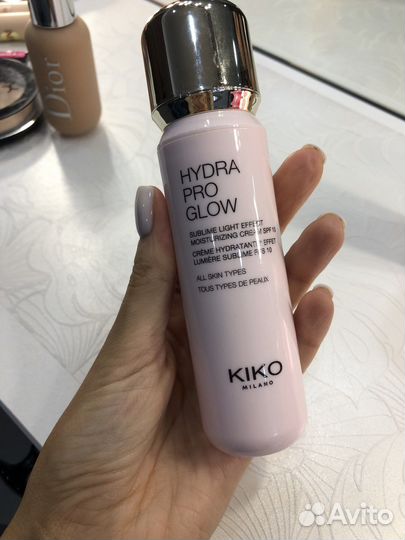 Dior
HYDRA
PRO
GLOW
SUBLIME LIGHT EFFECT
MOISTURIZING CREAM SPF 10
CRÈME HYDRATANTE EFFET
LUMIÈRE SUBLIME FPS 10
ALL SKIN TYPES
TOUS TYPES DE PEAUX
KIKO
MILANO
Avito